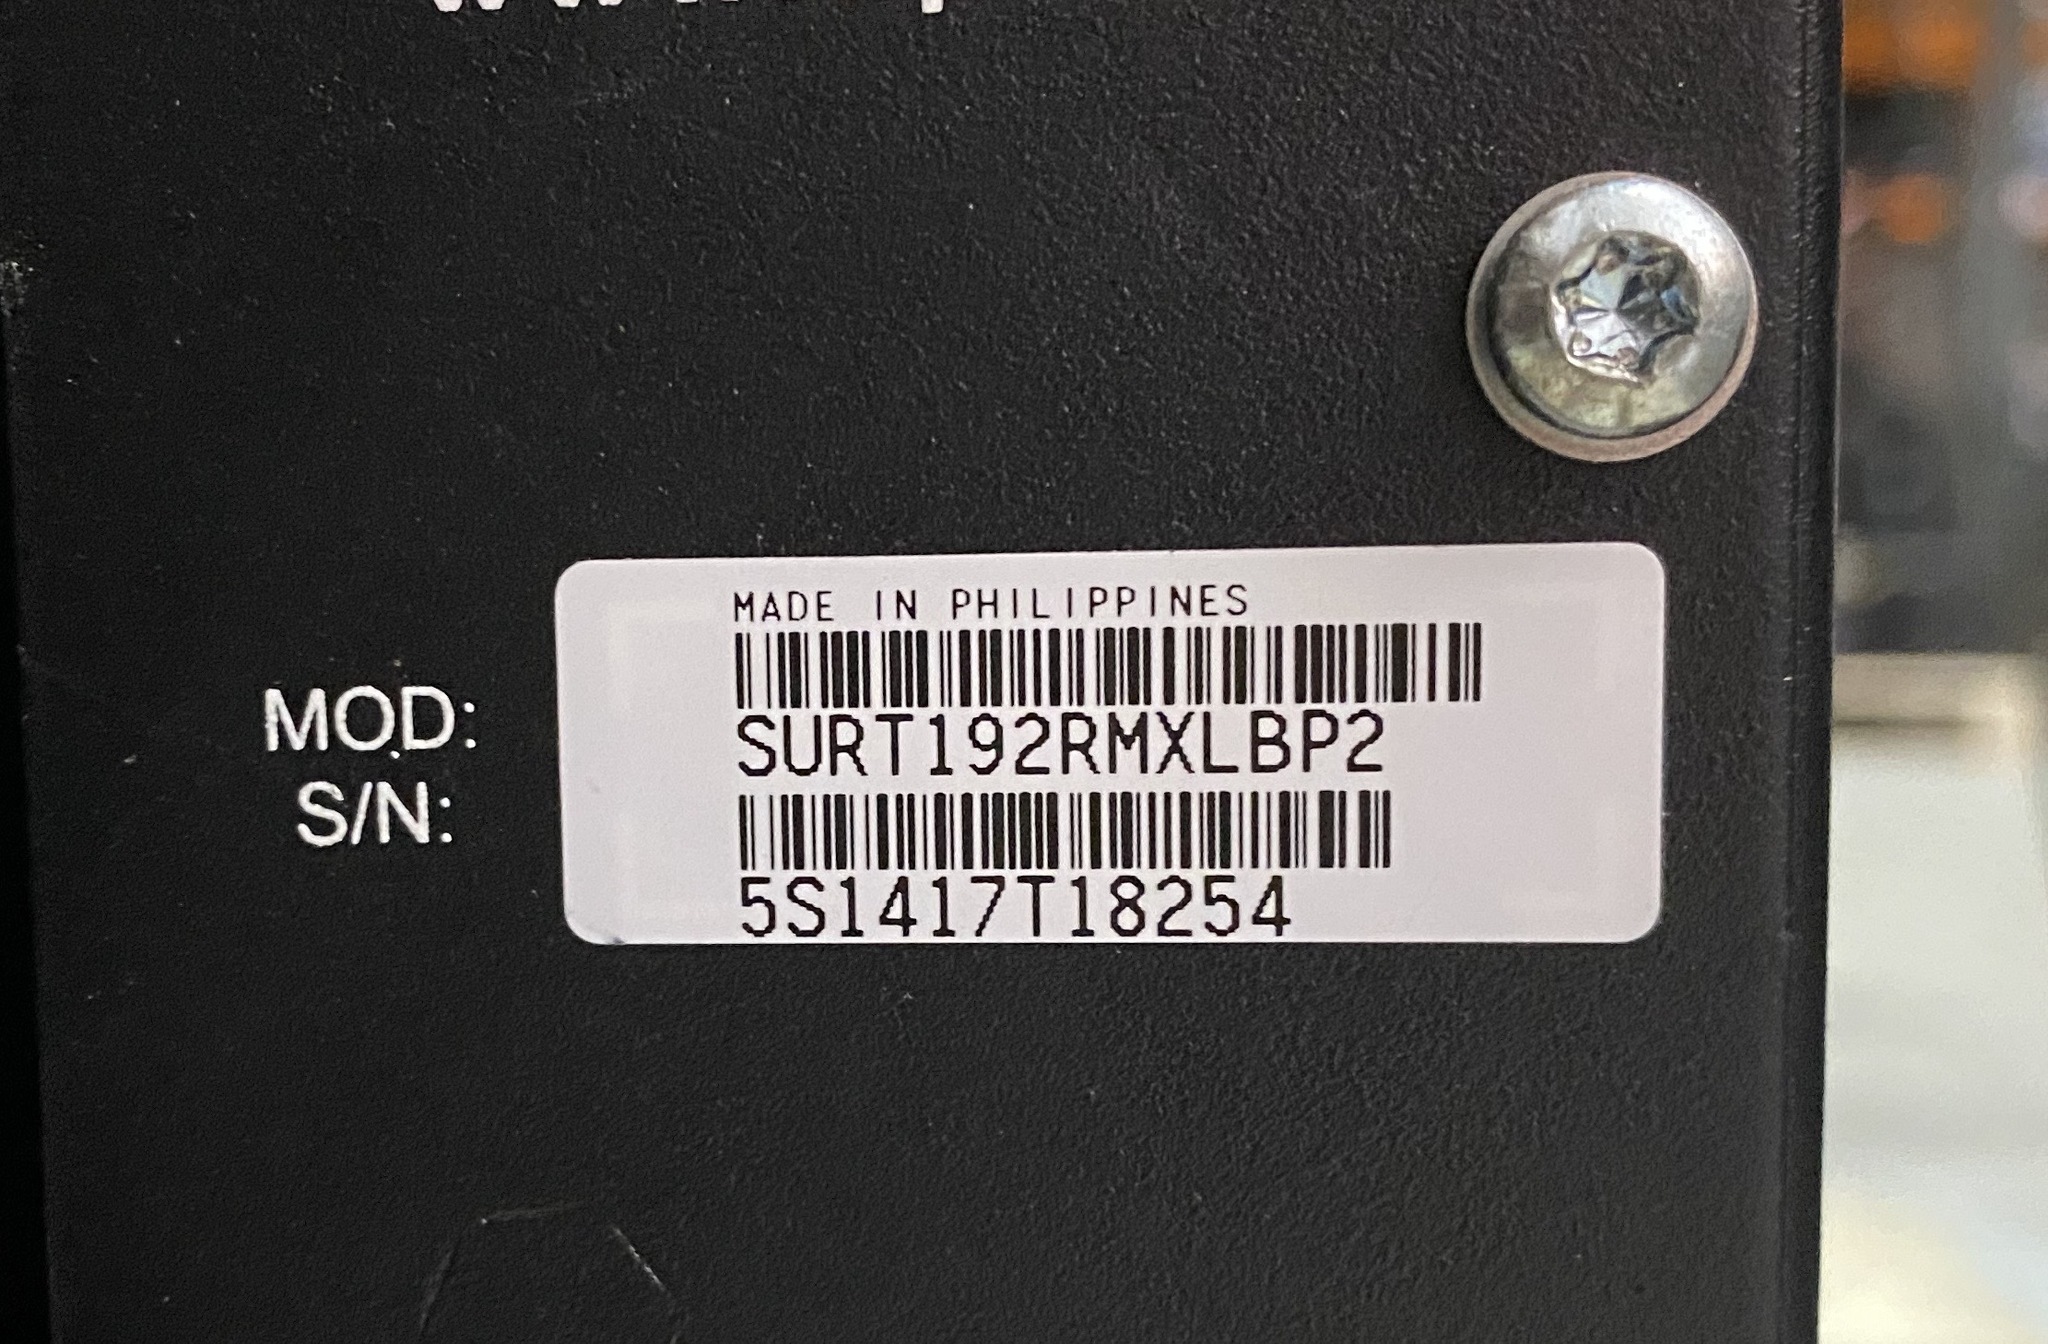 MADE IN PHILIPPINES
MOD: SURT192RMXLBP2
S/N: 5S1417T18254